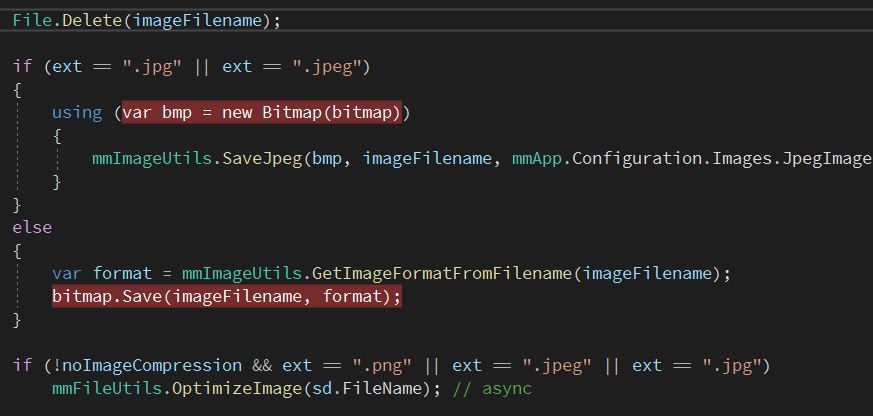 File.Delete(imageFilename);
if (ext == ".jpg" || ext == ".jpeg")
{
using (var bmp = new Bitmap(bitmap))
{
mmImageUtils.SaveJpeg(bmp, imageFilename, mmApp.Configuration.Images.JpegImage
}
}
else
{
var format = mmImageUtils.GetImageFormatFromFilename(imageFilename);
bitmap.Save(imageFilename, format);
}
if (!noImageCompression && ext == ".png" || ext == ".jpeg" || ext == ".jpg")
mmFileUtils.OptimizeImage(sd.FileName); // async